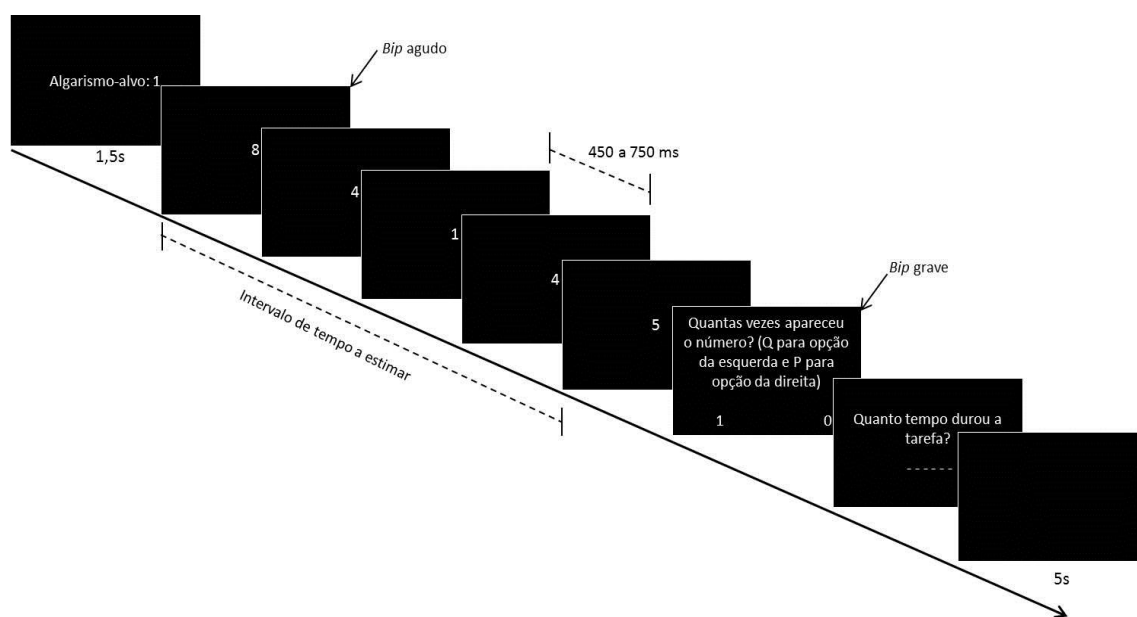 Algarismo-alvo: 1
1,5s
Bip agudo
8
4
1
4
5
450 a 750 ms
Intervalo de tempo a estimar
Bip grave
Quantas vezes apareceu
o número? (Q para opção
da esquerda e P para
opção da direita)
1 0
Quanto tempo durou a
tarefa?
------
5s